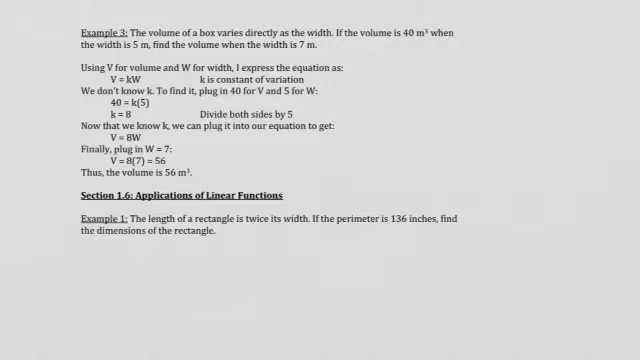 Example 3: The volume of a box varies directly as the width. If the volume is 40 m³ when
the width is 5 m, find the volume when the width is 7 m.
Using V for volume and W for width, I express the equation as:
V = kW k is constant of variation
We don't know k. To find it, plug in 40 for V and 5 for W:
40 = k(5)
k = 8 Divide both sides by 5
Now that we know k, we can plug it into our equation to get:
V = 8W
Finally, plug in W = 7:
V = 8(7) = 56
Thus, the volume is 56 m³.
Section 1.6: Applications of Linear Functions
Example 1: The length of a rectangle is twice its width. If the perimeter is 136 inches, find
the dimensions of the rectangle.